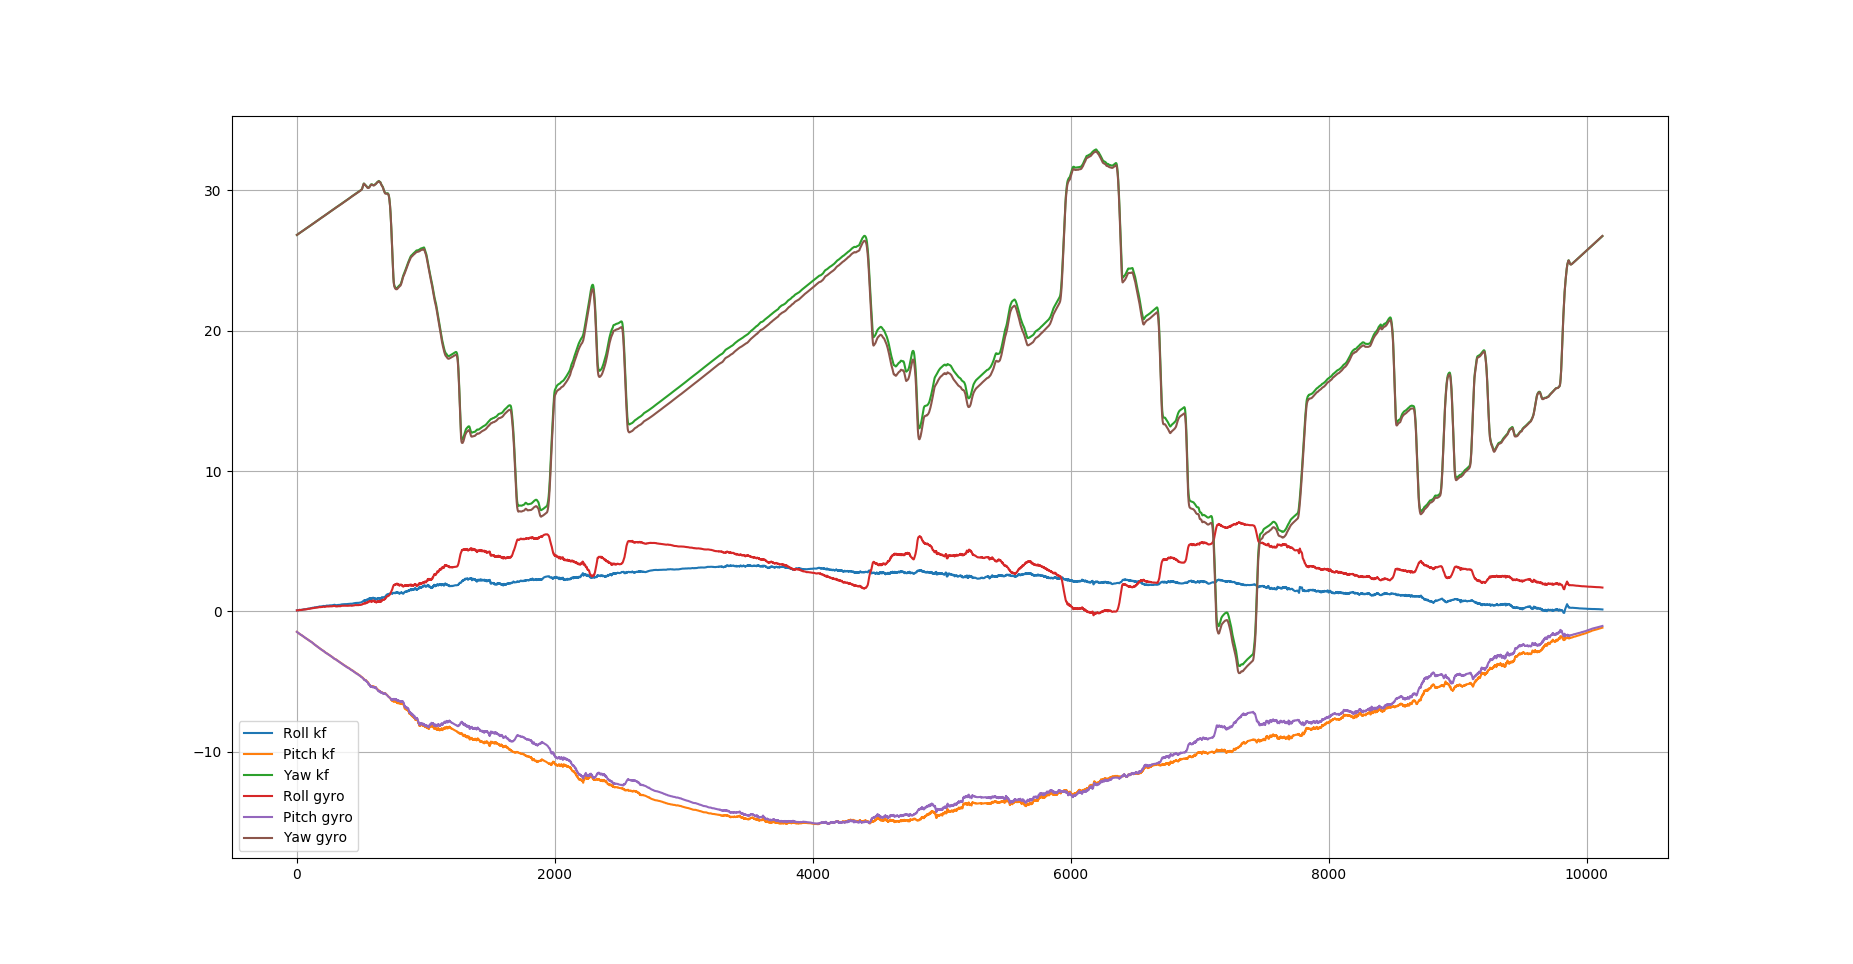 30
20
10
0
−10
Roll kf
Pitch kf
Yaw kf
Roll gyro
Pitch gyro
Yaw gyro
0 2000 4000 6000 8000 10000